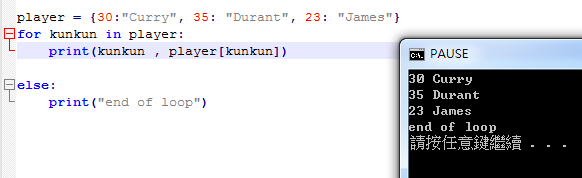 player = {30:"Curry", 35: "Durant", 23: "James"}
for kunkun in player:
    print(kunkun , player[kunkun])
else:
    print("end of loop")
C:\. PAUSE
30 Curry
35 Durant
23 James
end of loop
請按任意鍵繼續 . . .